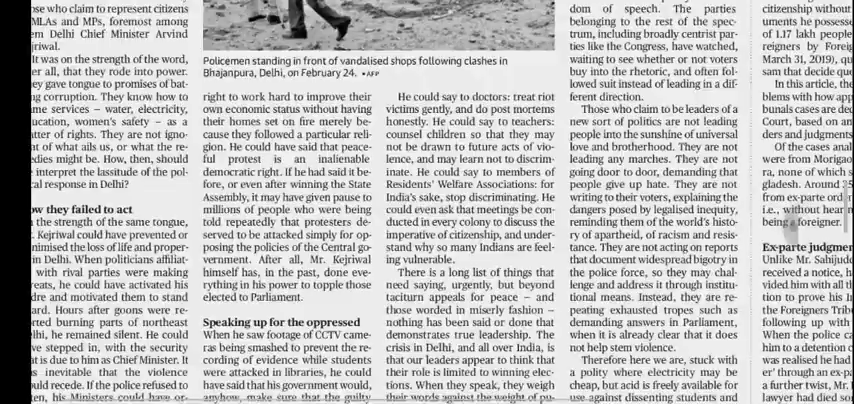 ose who claim to represent citizens
MLAs and MPs, foremost among
em Delhi Chief Minister Arvind
ejriwal.
It was on the strength of the word,
er all, that they rode into power.
ey gave tongue to promises of bat-
ng corruption. They know how to
me services – water, electricity,
ucation, women's safety – as a
atter of rights. They are not igno-
nt of what ails us, or what the re-
edies might be. How, then, should
e interpret the lassitude of the pol-
cal response in Delhi?
ow they failed to act
n the strength of the same tongue,
r. Kejriwal could have prevented or
nimised the loss of life and proper-
in Delhi. When politicians affiliat-
with rival parties were making
reats, he could have activated his
dre and motivated them to stand
ard. Hours after goons were re-
orted burning parts of northeast
elhi, he remained silent. He could
ve stepped in, with the security
at is due to him as Chief Minister. It
as inevitable that the violence
ould recede. If the police refused to
ten, his Ministers could have or-
Policemen standing in front of vandalised shops following clashes in
Bhajanpura, Delhi, on February 24. •AFP
right to work hard to improve their
own economic status without having
their homes set on fire merely be-
cause they followed a particular reli-
gion. He could have said that peace-
ful protest is an inalienable
democratic right. If he had said it be-
fore, or even after winning the State
Assembly, it may have given pause to
millions of people who were being
told repeatedly that protesters de-
served to be attacked simply for op-
posing the policies of the Central go-
vernment. After all, Mr. Kejriwal
himself has, in the past, done eve-
rything in his power to topple those
elected to Parliament.
Speaking up for the oppressed
When he saw footage of CCTV came-
ras being smashed to prevent the re-
cording of evidence while students
were attacked in libraries, he could
have said that his government would,
anyhow, make sure that the guilty
He could say to doctors: treat riot
victims gently, and do post mortems
honestly. He could say to teachers:
counsel children so that they may
not be drawn to future acts of vio-
lence, and may learn not to discrim-
inate. He could say to members of
Residents' Welfare Associations: for
India's sake, stop discriminating. He
could even ask that meetings be con-
ducted in every colony to discuss the
imperative of citizenship, and under-
stand why so many Indians are feel-
ing vulnerable.
There is a long list of things that
need saying, urgently, but beyond
taciturn appeals for peace – and
those worded in miserly fashion –
nothing has been said or done that
demonstrates true leadership. The
crisis in Delhi, and all over India, is
that our leaders appear to think that
their role is limited to winning elec-
tions. When they speak, they weigh
their words against the weight of pu-
dom of speech. The parties
belonging to the rest of the spec-
trum, including broadly centrist par-
ties like the Congress, have watched,
waiting to see whether or not voters
buy into the rhetoric, and often fol-
lowed suit instead of leading in a dif-
ferent direction.
Those who claim to be leaders of a
new sort of politics are not leading
people into the sunshine of universal
love and brotherhood. They are not
leading any marches. They are not
going door to door, demanding that
people give up hate. They are not
writing to their voters, explaining the
dangers posed by legalised inequity,
reminding them of the world's histo-
ry of apartheid, of racism and resis-
tance. They are not acting on reports
that document widespread bigotry in
the police force, so they may chal-
lenge and address it through institu-
tional means. Instead, they are re-
peating exhausted tropes such as
demanding answers in Parliament,
when it is already clear that it does
not help stem violence.
Therefore here we are, stuck with
a polity where electricity may be
cheap, but acid is freely available for
use against dissenting students and
citizenship without
uments he possesse
of 1.17 lakh people
reigners by Foreig
March 31, 2019), qu
sam that decide que
In this article, the
blems with how app
bunals cases are dec
Court, based on an
ders and judgments
Of the cases anal
were from Morigao
ra, none of which s
gladesh. Around 35
from ex-parte ord
i.e., without hear
being a foreigner.
Ex-parte judgmer
Unlike Mr. Sahijudd
received a notice, h
vided him with all th
tion to prove his In
the Foreigners Tribu
following up with
When the police ca
him to a detention c
was realised he had
er' through an ex-pa
a further twist, Mr. I
lawyer had died so